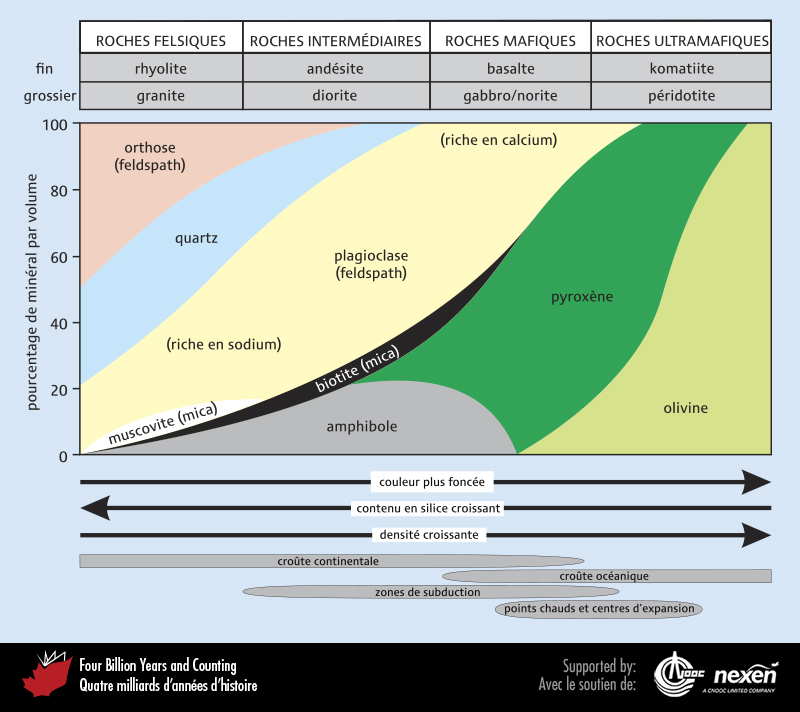 ROCHES FELSIQUES ROCHES INTERMÉDIAIRES ROCHES MAFIQUES ROCHES ULTRAMAFIQUES
fin rhyolite andésite basalte komatiite
grossier granite diorite gabbro/norite péridotite
pourcentage de minéral par volume
100
80
60
40
20
0
orthose
(feldspath)
(riche en calcium)
quartz
plagioclase
(feldspath)
pyroxène
(riche en sodium)
biotite (mica)
muscovite (mica)
amphibole
olivine
couleur plus foncée
contenu en silice croissant
densité croissante
croûte continentale
croûte océanique
zones de subduction
points chauds et centres d'expansion
Four Billion Years and Counting
Quatre milliards d'années d'histoire
Supported by:
Avec le soutien de:
CNOOC
nexen
A CNOOC LIMITED COMPANY